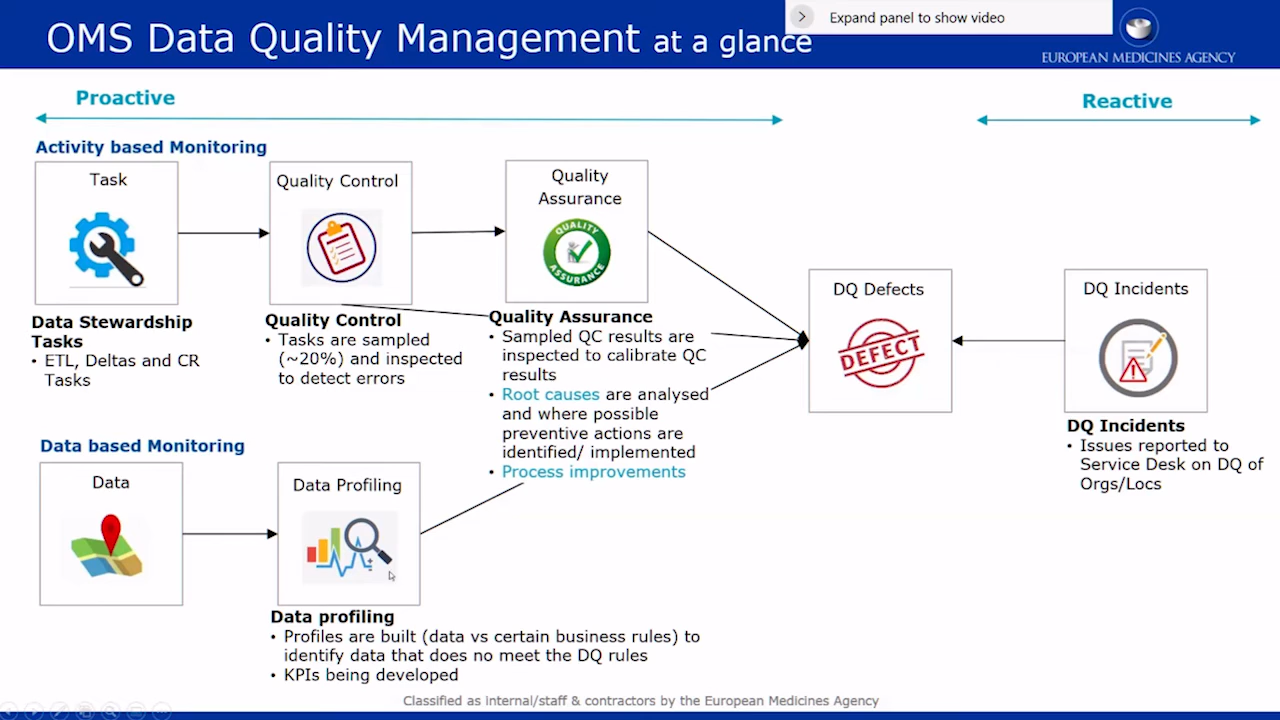 OMS Data Quality Management at a glance
Expand panel to show video
EUROPEAN MEDICINES AGENCY
Proactive
Reactive
Activity based Monitoring
Task
Quality Control
Quality
Assurance
QUALITY
ASSURANCE
DQ Defects
DEFECT
DQ Incidents
Data Stewardship
Tasks
• ETL, Deltas and CR
Tasks
Quality Control
• Tasks are sampled
(~20%) and inspected
to detect errors
Quality Assurance
• Sampled QC results are
inspected to calibrate QC
results
• Root causes are analysed
and where possible
preventive actions are
identified/ implemented
• Process improvements
DQ Incidents
• Issues reported to
Service Desk on DQ of
Orgs/Locs
Data based Monitoring
Data
Data Profiling
Data profiling
• Profiles are built (data vs certain business rules) to
identify data that does no meet the DQ rules
• KPIs being developed
Classified as internal/staff & contractors by the European Medicines Agency